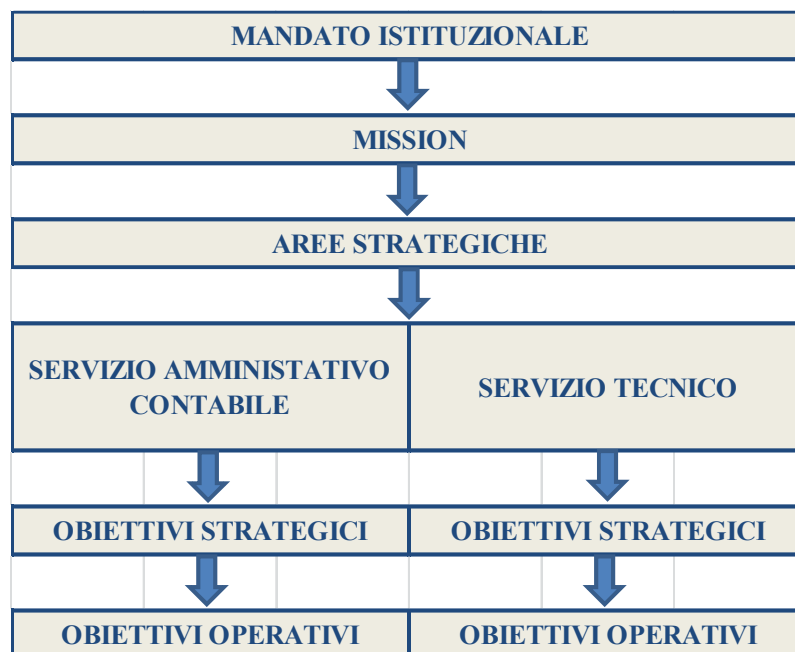 MANDATO ISTITUZIONALE
MISSION
AREE STRATEGICHE
SERVIZIO AMMINISTATIVO
CONTABILE
SERVIZIO TECNICO
OBIETTIVI STRATEGICI
OBIETTIVI STRATEGICI
OBIETTIVI OPERATIVI
OBIETTIVI OPERATIVI